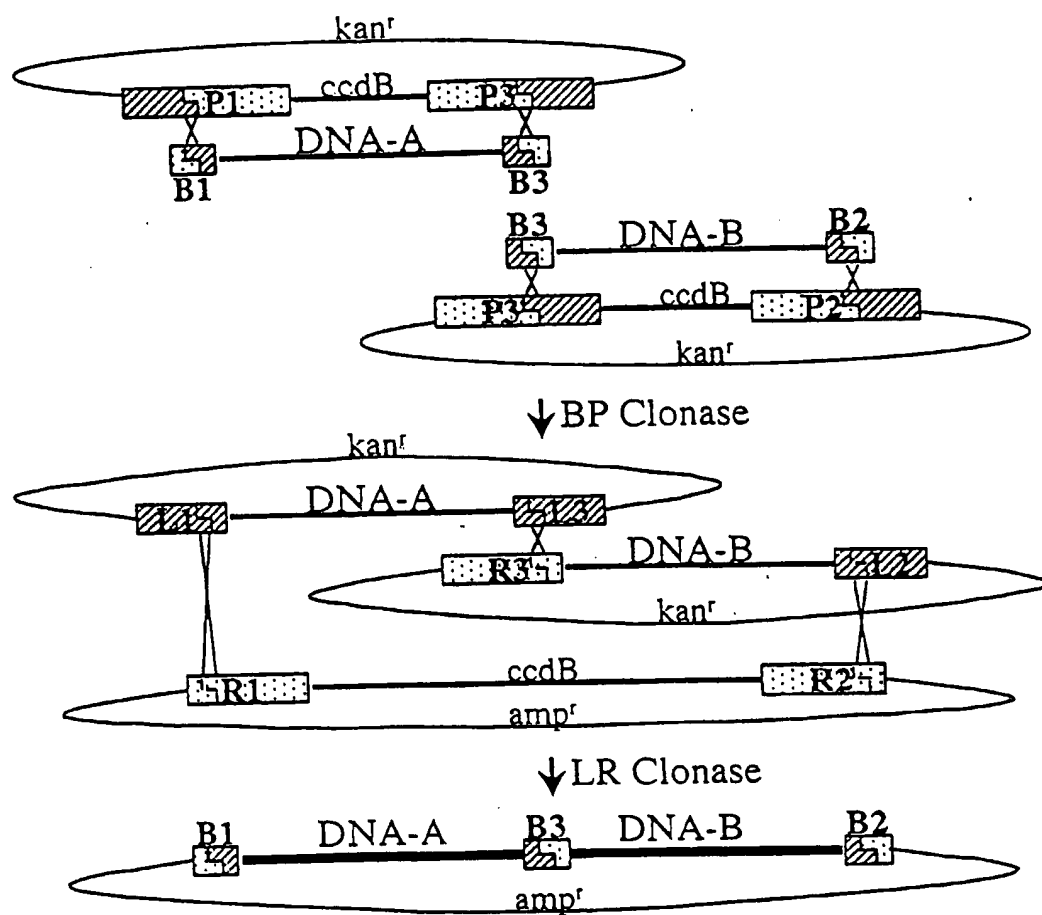 kanʳ
P1 ccdB P3
DNA-A
B1 B3
B3 DNA-B B2
P3 ccdB P2
kanʳ
BP Clonase
kanʳ
L1 DNA-A L3
R3 DNA-B L2
kanʳ
R1 ccdB R2
ampʳ
LR Clonase
B1 DNA-A B3 DNA-B B2
ampʳ